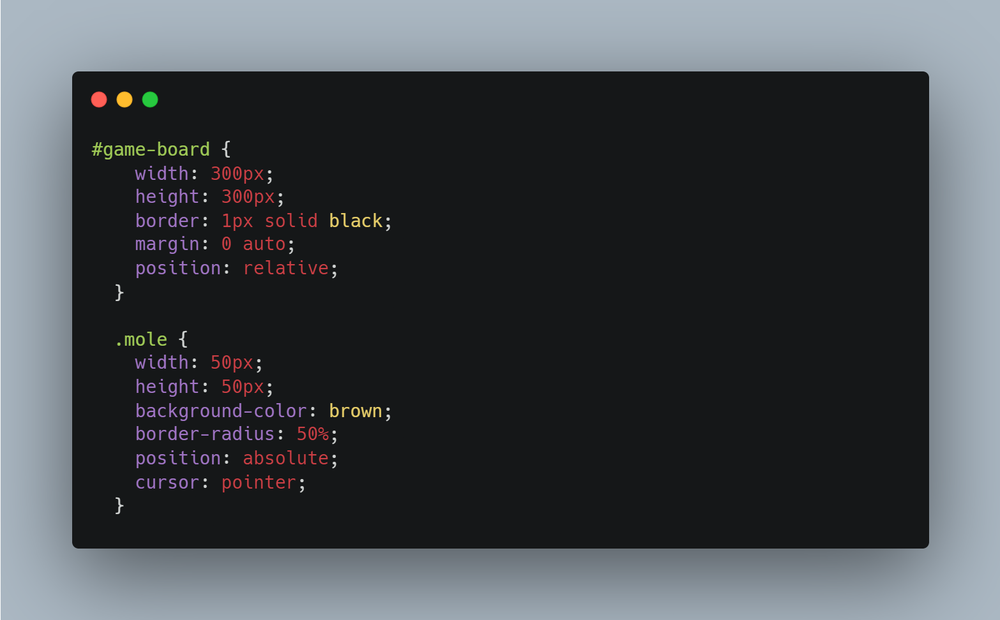 #game-board {
    width: 300px;
    height: 300px;
    border: 1px solid black;
    margin: 0 auto;
    position: relative;
  }

  .mole {
    width: 50px;
    height: 50px;
    background-color: brown;
    border-radius: 50%;
    position: absolute;
    cursor: pointer;
  }